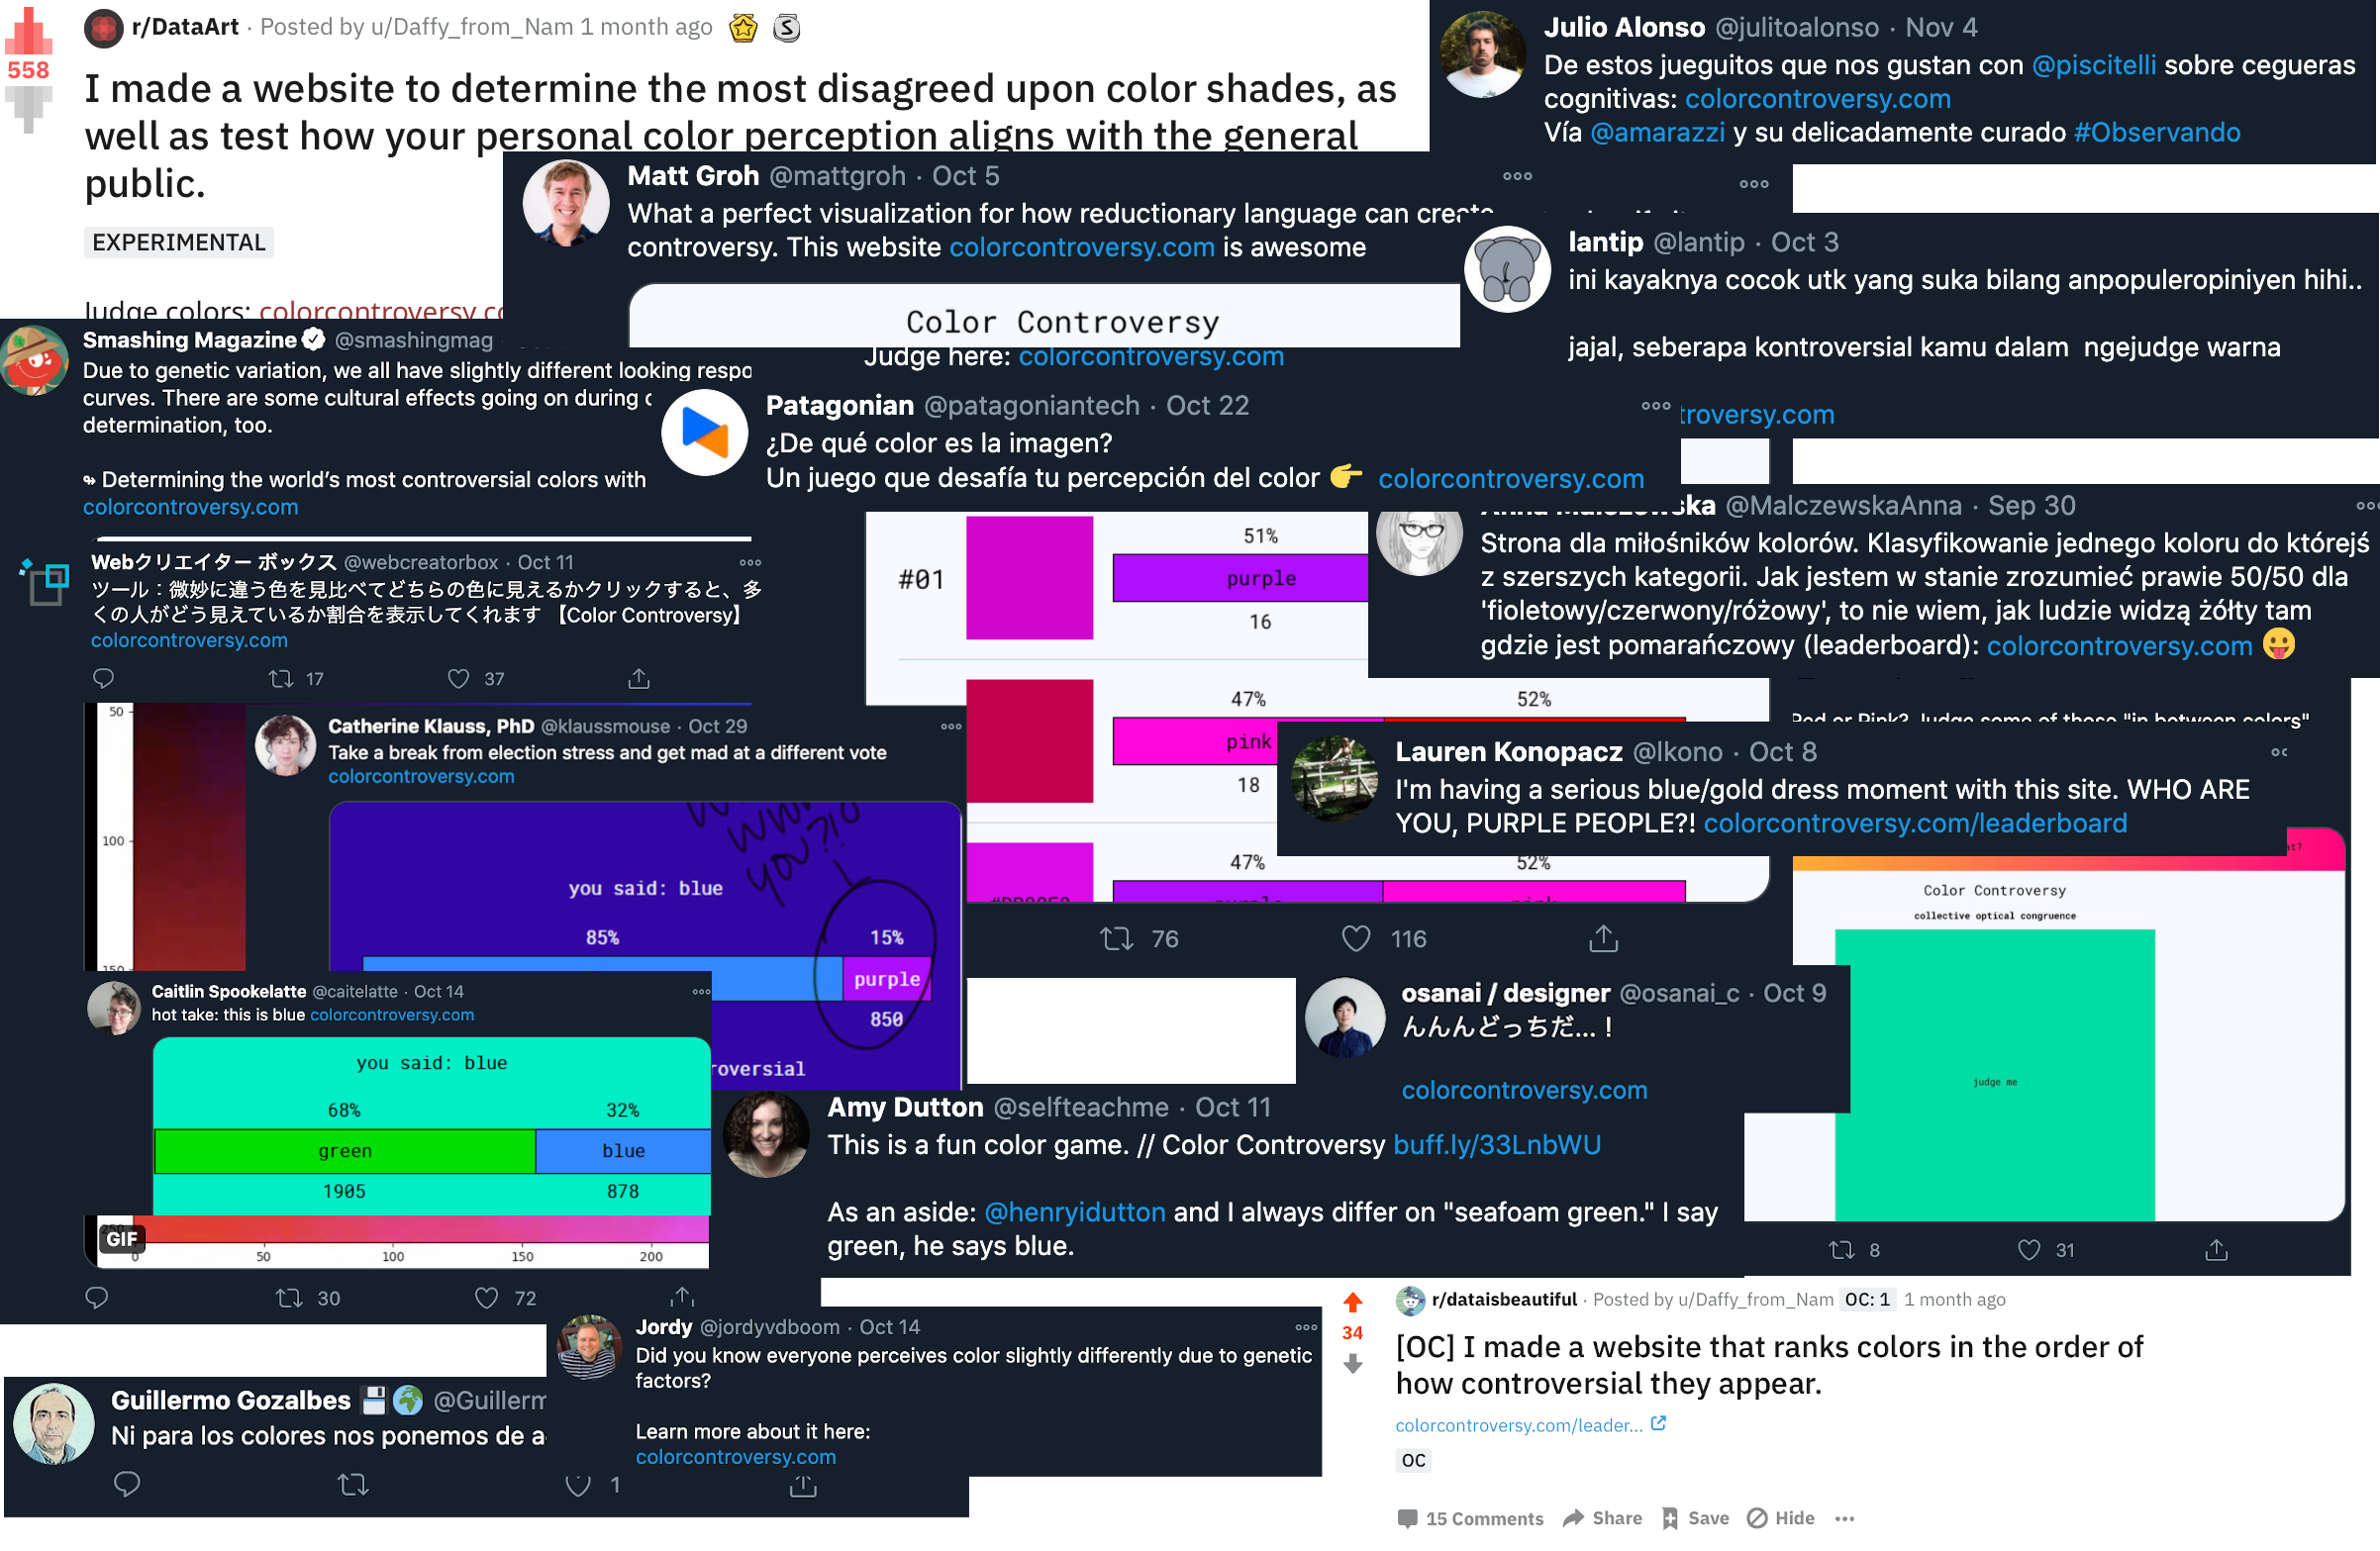 r/DataArt · Posted by u/Daffy_from_Nam 1 month ago
558
I made a website to determine the most disagreed upon color shades, as
well as test how your personal color perception aligns with the general
public.
EXPERIMENTAL
Judge colors: colorcontroversy.co
Julio Alonso @julitoalonso · Nov 4
De estos jueguitos que nos gustan con @piscitelli sobre cegueras
cognitivas: colorcontroversy.com
Vía @amarazzi y su delicadamente curado #Observando
Matt Groh @mattgroh · Oct 5
What a perfect visualization for how reductionary language can create
controversy. This website colorcontroversy.com is awesome
Color Controversy
Judge here: colorcontroversy.com
lantip @lantip · Oct 3
ini kayaknya cocok utk yang suka bilang anpopuleropiniyen hihi..
jajal, seberapa kontroversial kamu dalam ngejudge warna
troversy.com
Smashing Magazine @smashingmag
Due to genetic variation, we all have slightly different looking respo
curves. There are some cultural effects going on during
determination, too.
↬ Determining the world's most controversial colors with
colorcontroversy.com
Patagonian @patagoniantech · Oct 22
¿De qué color es la imagen?
Un juego que desafía tu percepción del color 👉 colorcontroversy.com
@MalczewskaAnna · Sep 30
Strona dla miłośników kolorów. Klasyfikowanie jednego koloru do którejś
z szerszych kategorii. Jak jestem w stanie zrozumieć prawie 50/50 dla
'fioletowy/czerwony/różowy', to nie wiem, jak ludzie widzą żółty tam
gdzie jest pomarańczowy (leaderboard): colorcontroversy.com 😛
Webクリエイター ボックス @webcreatorbox · Oct 11
ツール：微妙に違う色を見比べてどちらの色に見えるかクリックすると、多
くの人がどう見えているか割合を表示してくれます 【Color Controversy】
colorcontroversy.com
17 37
51%
#01 purple
16
47% 52%
pink
18
47% 52%
76 116
Red or Pink? Judge some of these "in between colors"
Lauren Konopacz @lkono · Oct 8
I'm having a serious blue/gold dress moment with this site. WHO ARE
YOU, PURPLE PEOPLE?! colorcontroversy.com/leaderboard
at?
Color Controversy
collective optical congruence
judge me
8 31
50
100
150
Catherine Klauss, PhD @klaussmouse · Oct 29
Take a break from election stress and get mad at a different vote
colorcontroversy.com
you?!?
you said: blue
85% 15%
purple
850
roversial
Caitlin Spookelatte @caitelatte · Oct 14
hot take: this is blue colorcontroversy.com
you said: blue
68% 32%
green blue
1905 878
250
GIF
0 50 100 150 200
30 72
osanai / designer @osanai_c · Oct 9
んんんどっちだ...！
colorcontroversy.com
Amy Dutton @selfteachme · Oct 11
This is a fun color game. // Color Controversy buff.ly/33LnbWU
As an aside: @henryidutton and I always differ on "seafoam green." I say
green, he says blue.
Jordy @jordyvdboom · Oct 14
Did you know everyone perceives color slightly differently due to genetic
factors?
Learn more about it here:
colorcontroversy.com
Guillermo Gozalbes 💾🌍 @Guillerm
Ni para los colores nos ponemos de a
1
r/dataisbeautiful · Posted by u/Daffy_from_Nam OC: 1 1 month ago
34
[OC] I made a website that ranks colors in the order of
how controversial they appear.
colorcontroversy.com/leader...
OC
15 Comments Share Save Hide ...